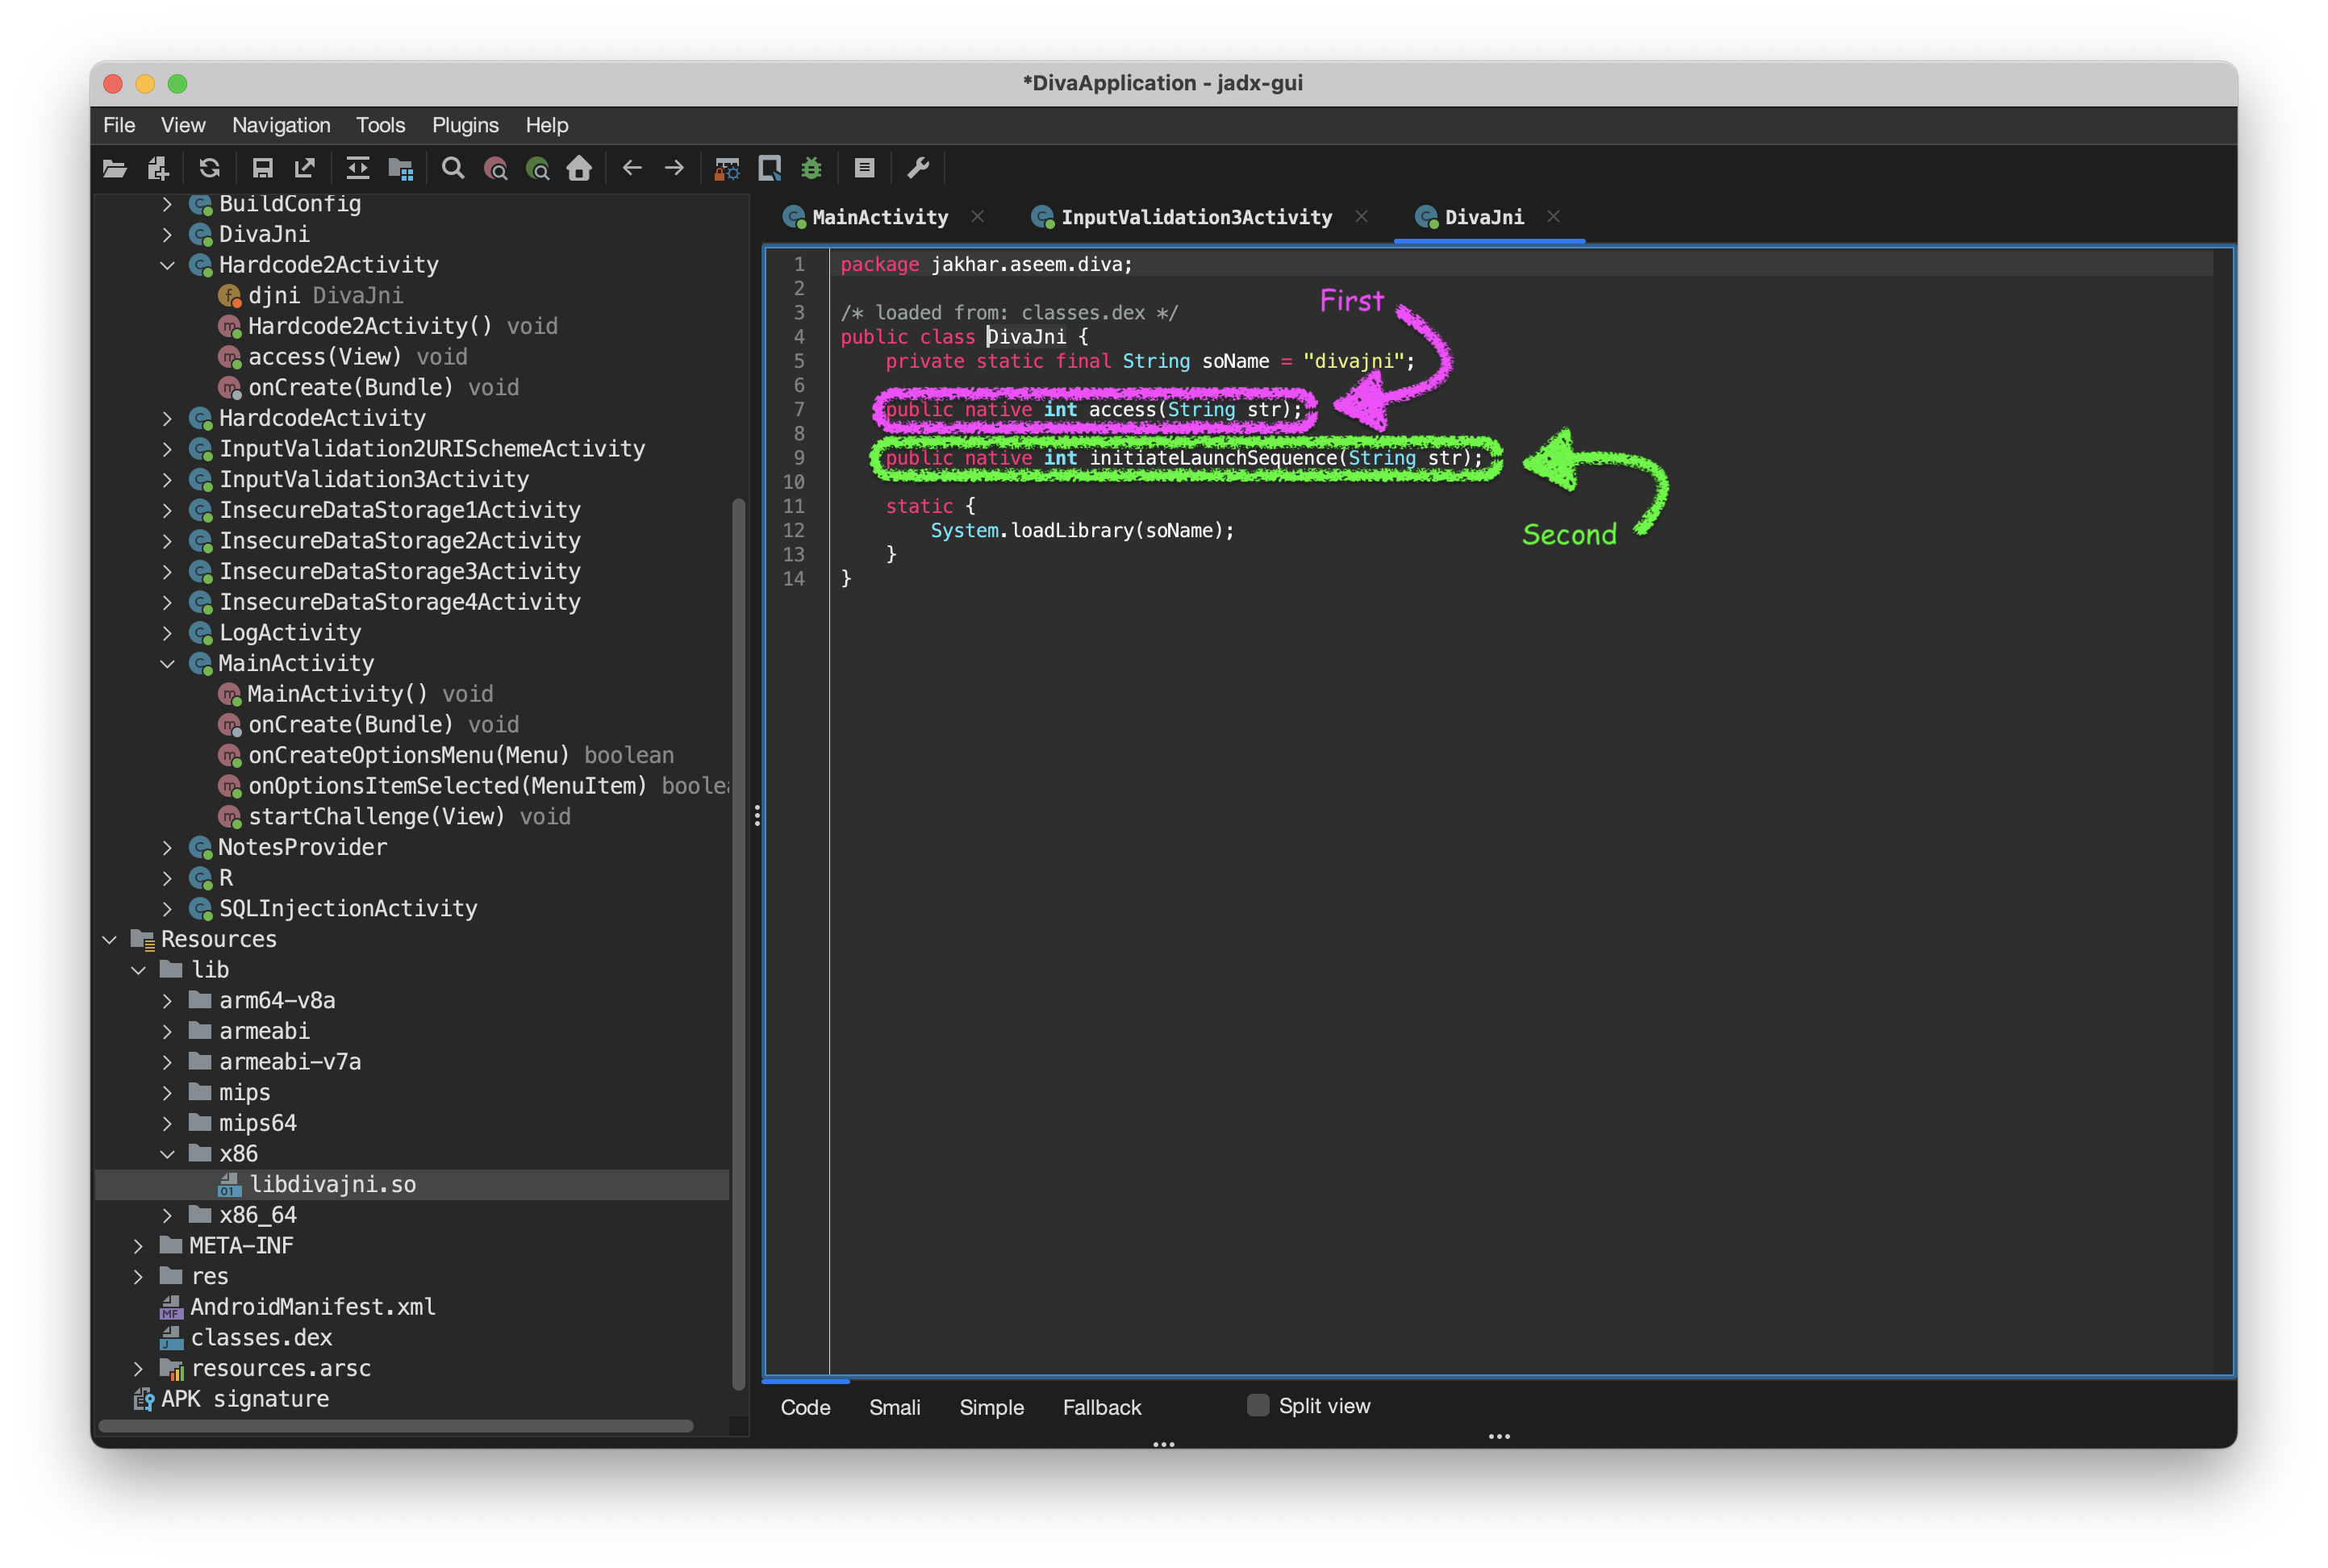 *DivaApplication - jadx-gui
File View Navigation Tools Plugins Help
BuildConfig
DivaJni
Hardcode2Activity
djni DivaJni
Hardcode2Activity() void
access(View) void
onCreate(Bundle) void
HardcodeActivity
InputValidation2URISchemeActivity
InputValidation3Activity
InsecureDataStorage1Activity
InsecureDataStorage2Activity
InsecureDataStorage3Activity
InsecureDataStorage4Activity
LogActivity
MainActivity
MainActivity() void
onCreate(Bundle) void
onCreateOptionsMenu(Menu) boolean
onOptionsItemSelected(MenuItem) boolea
startChallenge(View) void
NotesProvider
R
SQLInjectionActivity
Resources
lib
arm64-v8a
armeabi
armeabi-v7a
mips
mips64
x86
libdivajni.so
x86_64
META-INF
res
AndroidManifest.xml
classes.dex
resources.arsc
APK signature
MainActivity InputValidation3Activity DivaJni
1 package jakhar.aseem.diva;
2
3 /* loaded from: classes.dex */
4 public class DivaJni {
5 private static final String soName = "divajni";
6
7 public native int access(String str);
8
9 public native int initiateLaunchSequence(String str);
10
11 static {
12 System.loadLibrary(soName);
13 }
14 }
First
Second
Code Smali Simple Fallback Split view